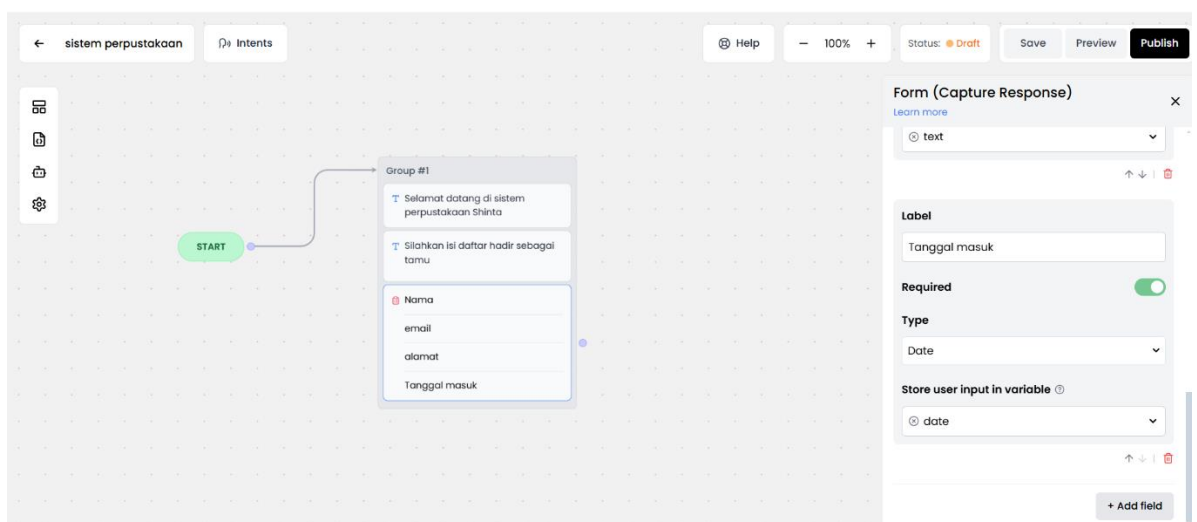 sistem perpustakaan
Intents
Help
− 100% +
Status: Draft
Save
Preview
Publish
Form (Capture Response)
Learn more
text
Group #1
Selamat datang di sistem
perpustakaan Shinta
START
Silahkan isi daftar hadir sebagai
tamu
Nama
email
alamat
Tanggal masuk
Label
Tanggal masuk
Required
Type
Date
Store user input in variable
date
+ Add field